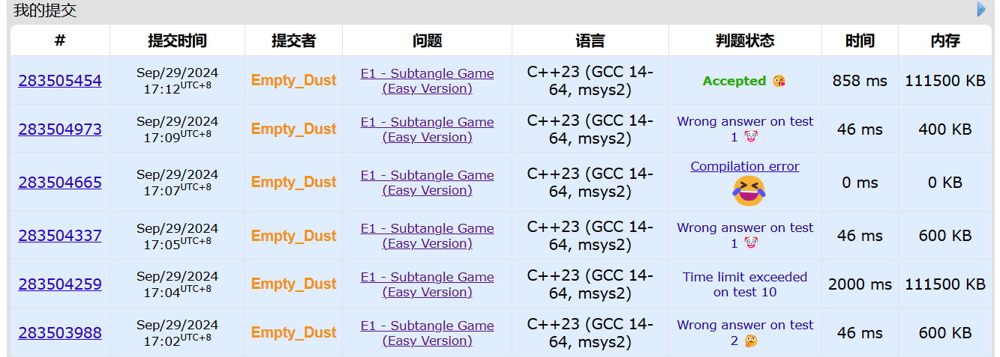 我的提交
# 提交时间 提交者 问题 语言 判题状态 时间 内存
283505454 Sep/29/2024 17:12UTC+8 Empty_Dust E1 - Subtangle Game (Easy Version) C++23 (GCC 14-64, msys2) Accepted 😘 858 ms 111500 KB
283504973 Sep/29/2024 17:09UTC+8 Empty_Dust E1 - Subtangle Game (Easy Version) C++23 (GCC 14-64, msys2) Wrong answer on test 1 🤡 46 ms 400 KB
283504665 Sep/29/2024 17:07UTC+8 Empty_Dust E1 - Subtangle Game (Easy Version) C++23 (GCC 14-64, msys2) Compilation error 😂 0 ms 0 KB
283504337 Sep/29/2024 17:05UTC+8 Empty_Dust E1 - Subtangle Game (Easy Version) C++23 (GCC 14-64, msys2) Wrong answer on test 1 🤡 46 ms 600 KB
283504259 Sep/29/2024 17:04UTC+8 Empty_Dust E1 - Subtangle Game (Easy Version) C++23 (GCC 14-64, msys2) Time limit exceeded on test 10 2000 ms 111500 KB
283503988 Sep/29/2024 17:02UTC+8 Empty_Dust E1 - Subtangle Game (Easy Version) C++23 (GCC 14-64, msys2) Wrong answer on test 2 🤔 46 ms 600 KB